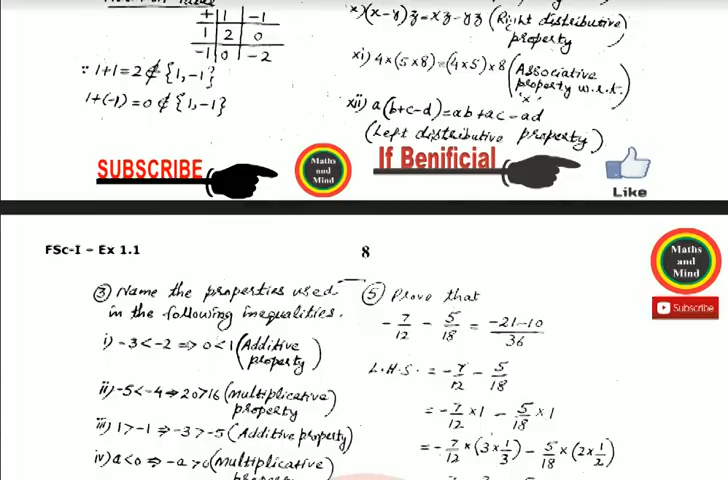 + 1 -1
1 2 0
-1 0 -2
∵ 1+1=2∉{1,-1}
1+(-1)=0∉{1,-1}
x)(x-y)z=xz-yz (Right distributive
property)
xi) 4×(5×8)=(4×5)×8 (Associative
property w.r.t.
'×')
xii) a(b+c-d)=ab+ac-ad
(Left distributive property)
SUBSCRIBE
Maths
and
Mind
If Benificial
Like
FSc-I – Ex 1.1
8
Maths
and
Mind
Subscribe
③ Name the properties used
in the following inequalities.
i) -3<-2 ⇒ 0<1 (Additive
property)
ii) -5<-4 ⇒ 20>16 (Multiplicative
property)
iii) 1>-1 ⇒ -3>-5 (Additive property)
iv) a<0 ⇒ -a>0 (Multiplicative
⑤ Prove that
-7/12 - 5/18 = -21-10/36
L.H.S. = -7/12 - 5/18
= -7/12 ×1 - 5/18 ×1
= -7/12 ×(3×1/3) - 5/18 ×(2×1/2)